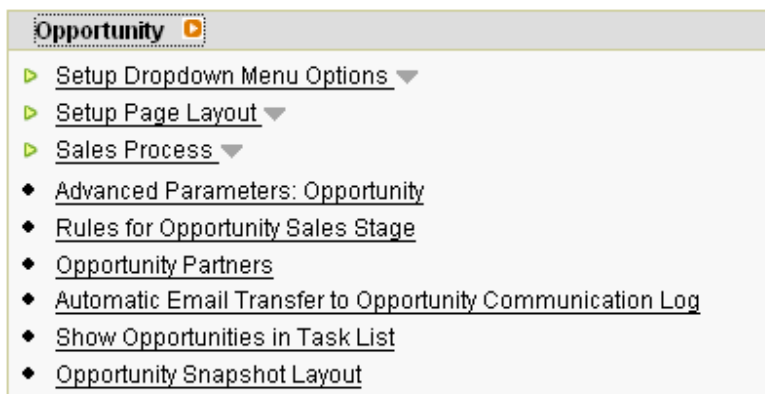 Opportunity
Setup Dropdown Menu Options
Setup Page Layout
Sales Process
Advanced Parameters: Opportunity
Rules for Opportunity Sales Stage
Opportunity Partners
Automatic Email Transfer to Opportunity Communication Log
Show Opportunities in Task List
Opportunity Snapshot Layout